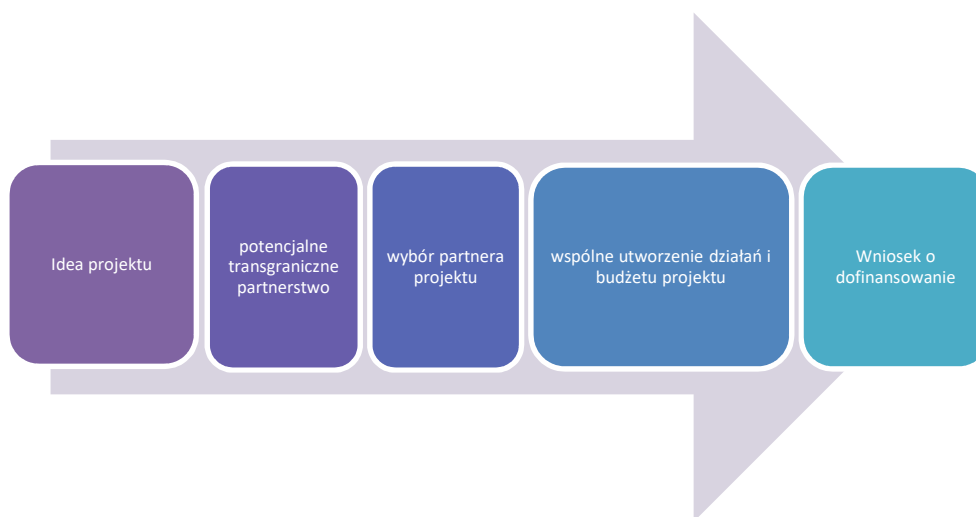 Idea projektu
potencjalne
transgraniczne
partnerstwo
wybór partnera
projektu
wspólne utworzenie działań i
budżetu projektu
Wniosek o
dofinansowanie